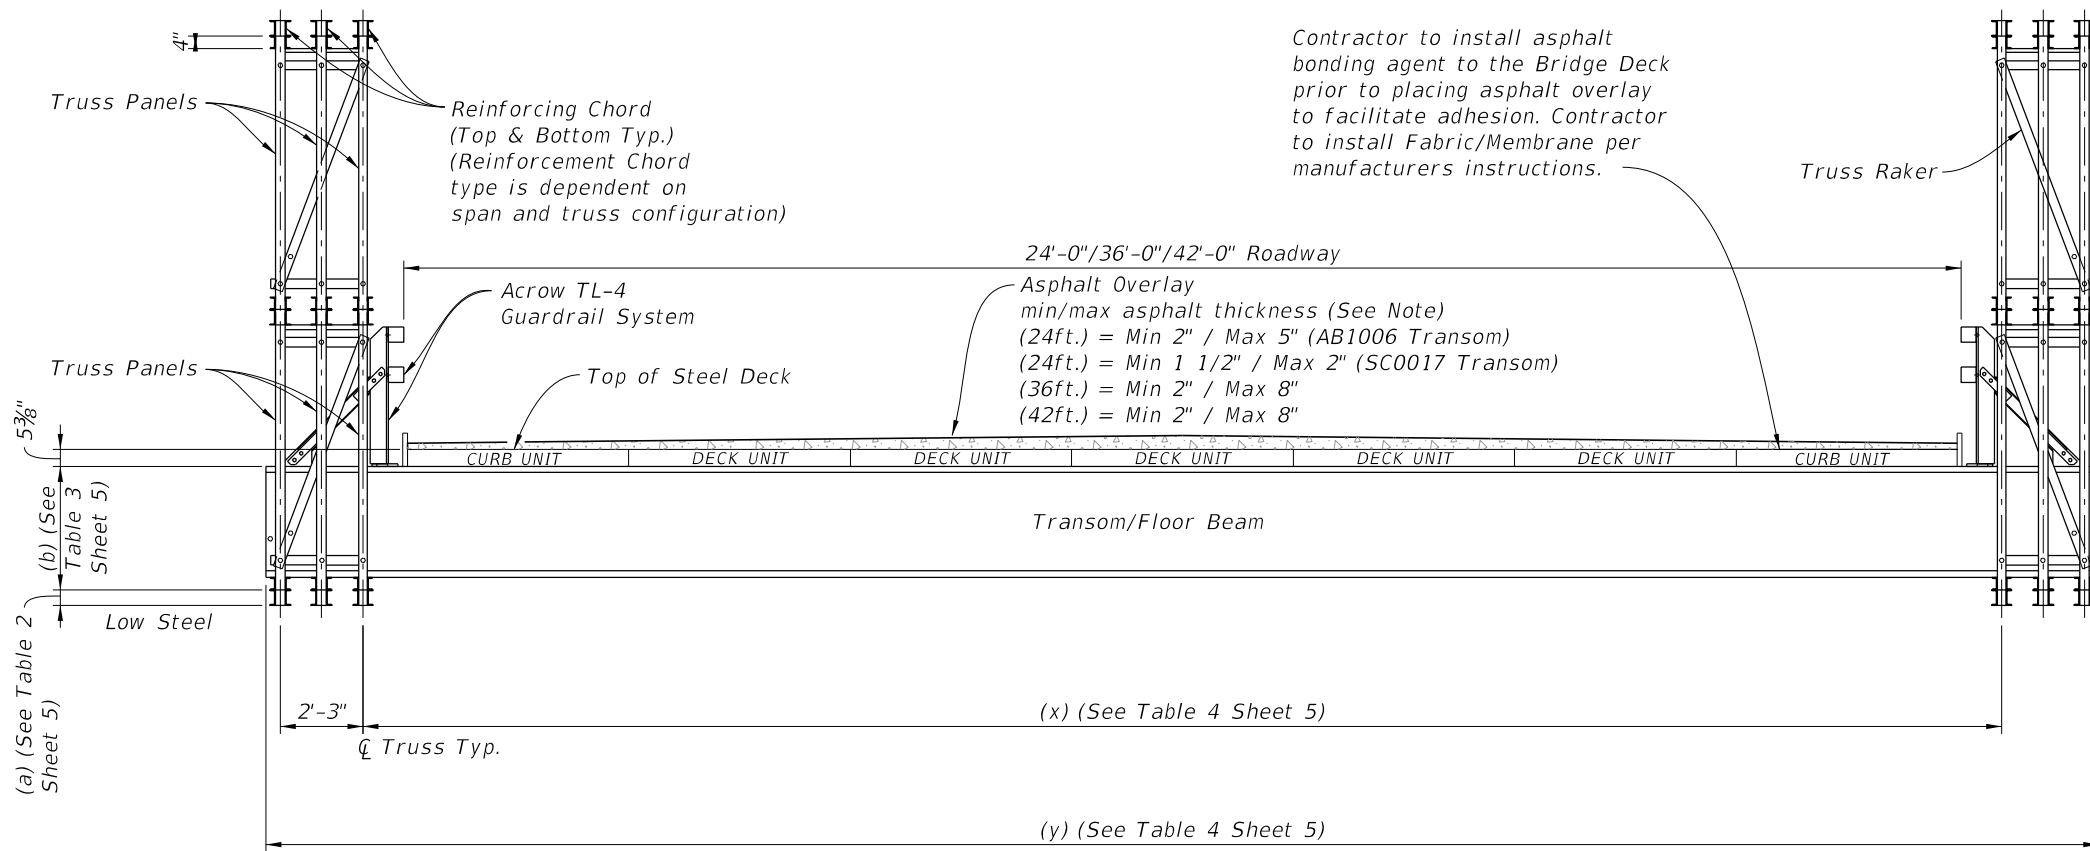 4"
Truss Panels
Reinforcing Chord
(Top & Bottom Typ.)
(Reinforcement Chord
type is dependent on
span and truss configuration)
Contractor to install asphalt
bonding agent to the Bridge Deck
prior to placing asphalt overlay
to facilitate adhesion. Contractor
to install Fabric/Membrane per
manufacturers instructions.
Truss Raker
24'-0"/36'-0"/42'-0" Roadway
Acrow TL-4
Guardrail System
Asphalt Overlay
min/max asphalt thickness (See Note)
(24ft.) = Min 2" / Max 5" (AB1006 Transom)
(24ft.) = Min 1 1/2" / Max 2" (SC0017 Transom)
(36ft.) = Min 2" / Max 8"
(42ft.) = Min 2" / Max 8"
Truss Panels
Top of Steel Deck
5⅜"
CURB UNIT
DECK UNIT
DECK UNIT
DECK UNIT
DECK UNIT
DECK UNIT
CURB UNIT
(b) (See
Table 3
Sheet 5)
Transom/Floor Beam
Low Steel
(a) (See Table 2
Sheet 5)
2'-3"
(x) (See Table 4 Sheet 5)
℄ Truss Typ.
(y) (See Table 4 Sheet 5)